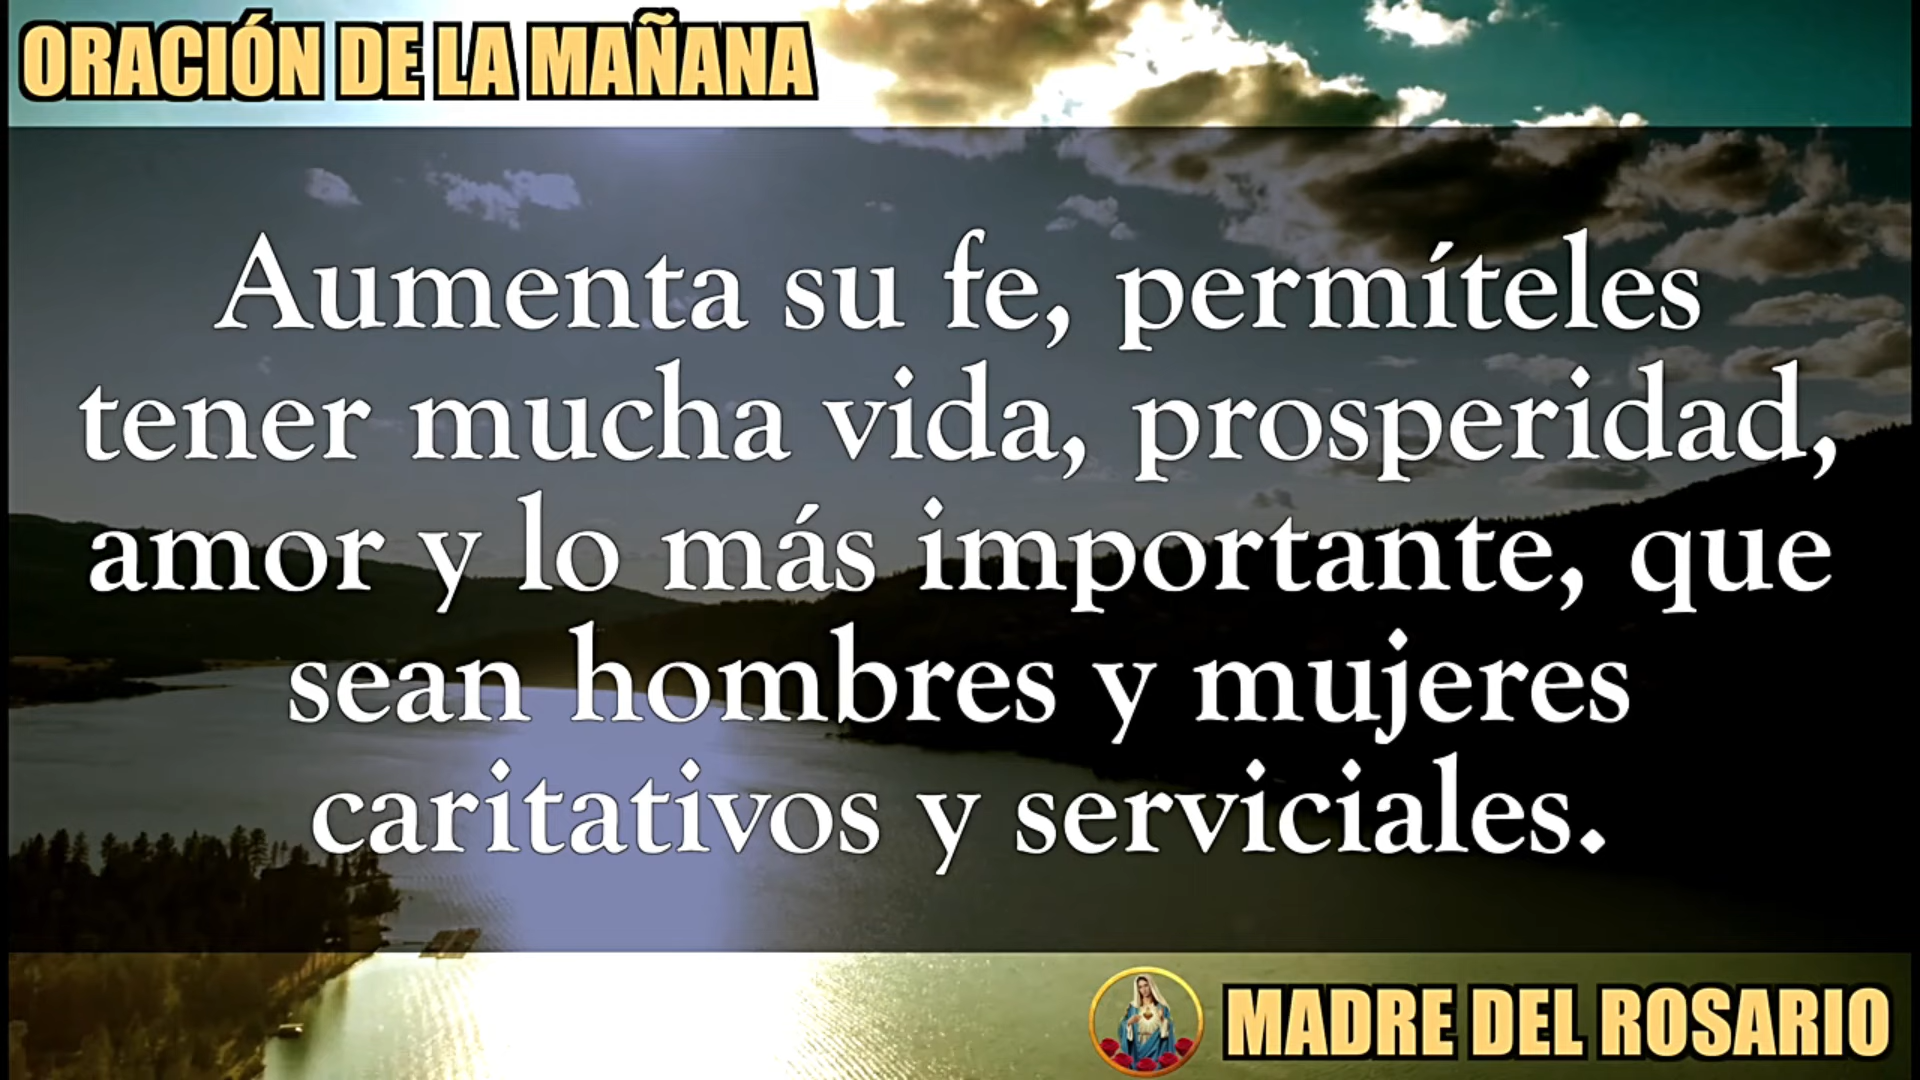 ORACIÓN DE LA MAÑANA
Aumenta su fe, permíteles
tener mucha vida, prosperidad,
amor y lo más importante, que
sean hombres y mujeres
caritativos y serviciales.
MADRE DEL ROSARIO